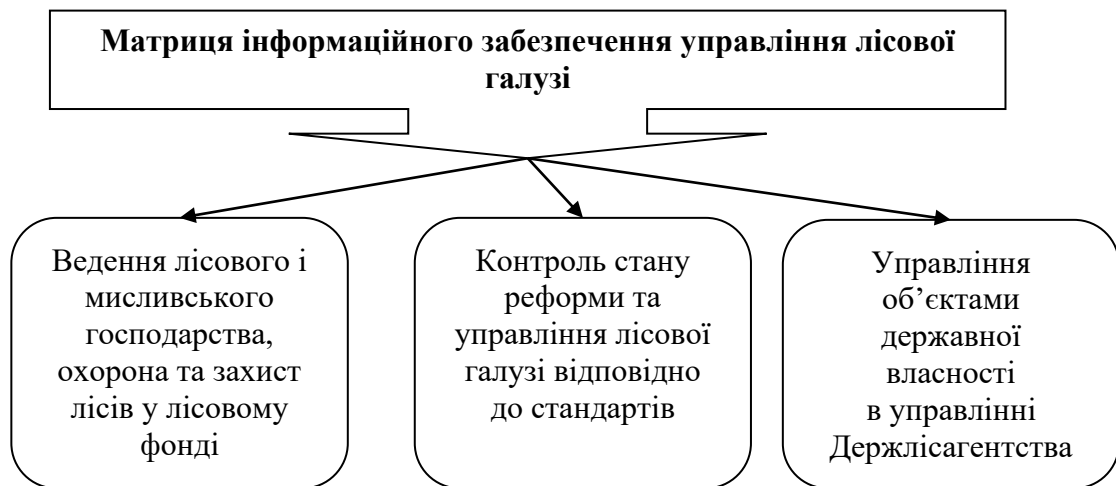 Матриця інформаційного забезпечення управління лісової
галузі
Ведення лісового і
мисливського
господарства,
охорона та захист
лісів у лісовому
фонді
Контроль стану
реформи та
управління лісової
галузі відповідно
до стандартів
Управління
об’єктами
державної
власності
в управлінні
Держлісагентства